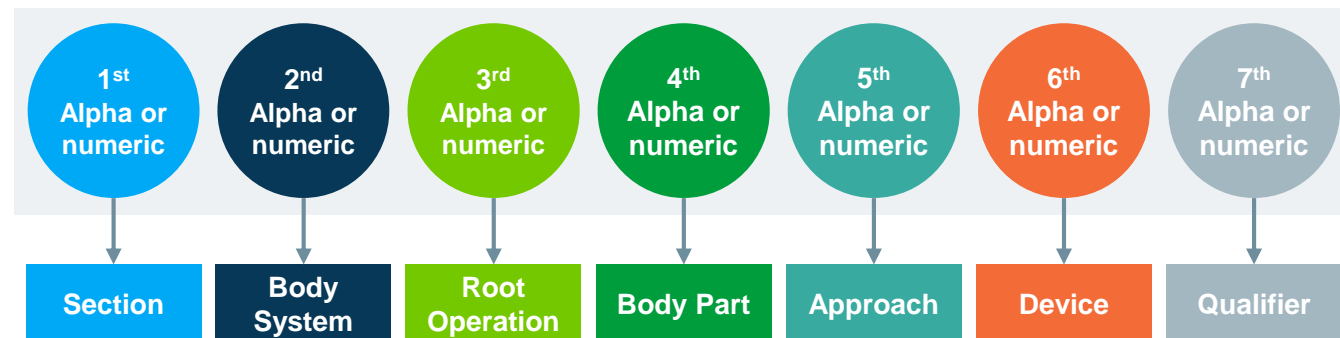 1st
Alpha or
numeric
2nd
Alpha or
numeric
3rd
Alpha or
numeric
4th
Alpha or
numeric
5th
Alpha or
numeric
6th
Alpha or
numeric
7th
Alpha or
numeric
Section
Body
System
Root
Operation
Body Part
Approach
Device
Qualifier